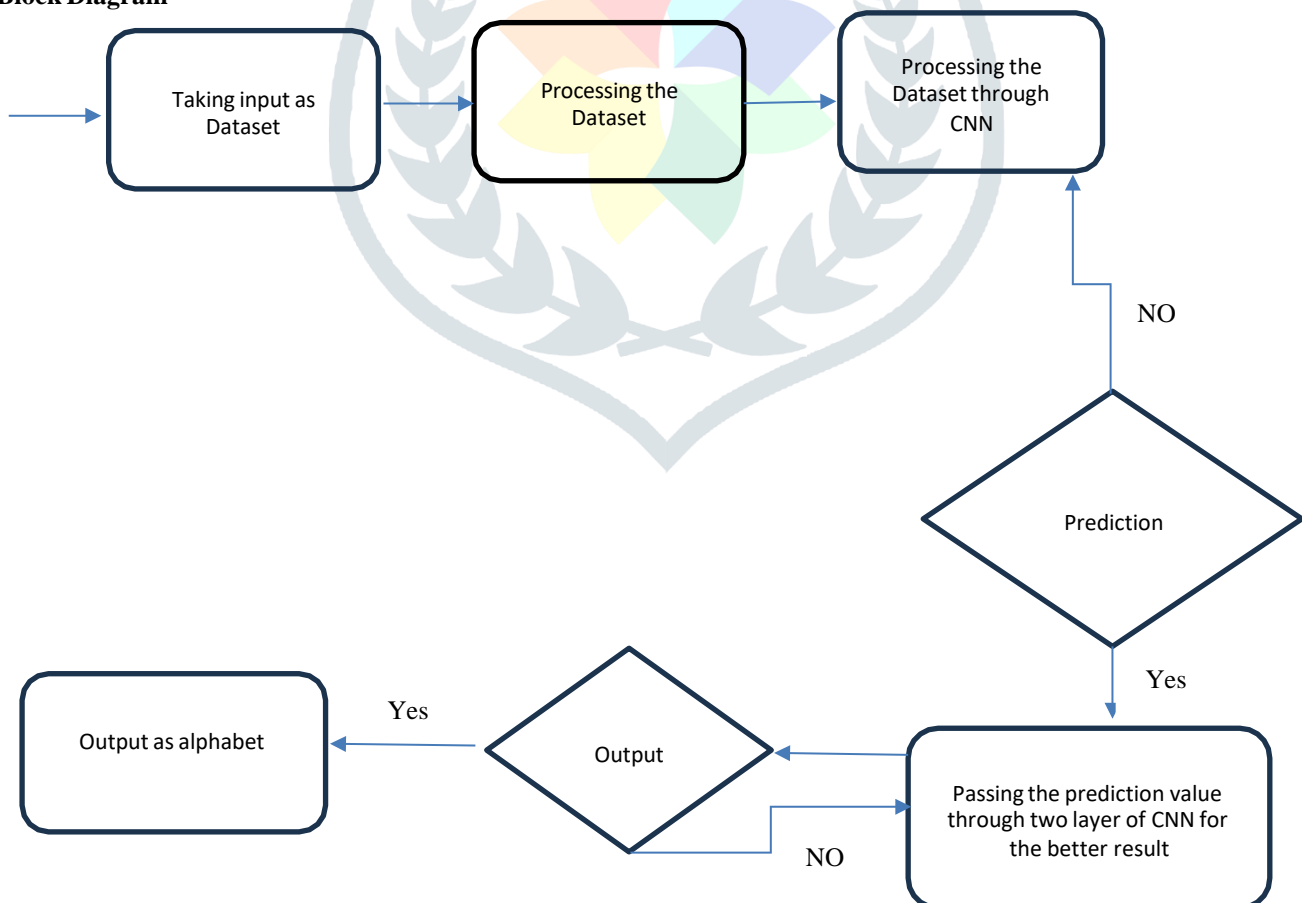 Block Diagram
Taking input as
Dataset
Processing the
Dataset
Processing the
Dataset through
CNN
NO
Prediction
Yes
Passing the prediction value
through two layer of CNN for
the better result
Output
NO
Yes
Output as alphabet